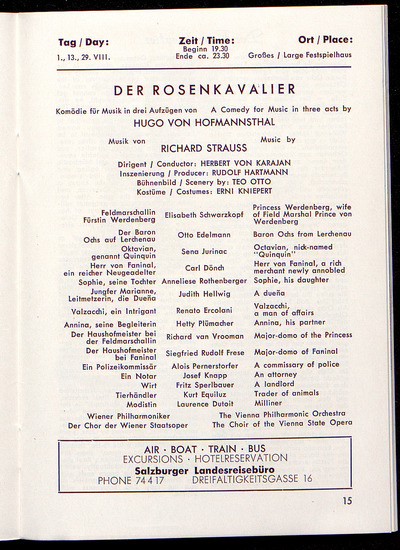 Tag / Day: Zeit / Time: Ort / Place:
Beginn 19.30
1., 13., 29. VIII. Ende ca. 23.30 Großes / Large Festspielhaus
DER ROSENKAVALIER
Komödie für Musik in drei Aufzügen von A Comedy for Music in three acts by
HUGO VON HOFMANNSTHAL
Musik von Music by
RICHARD STRAUSS
Dirigent / Conductor: HERBERT VON KARAJAN
Inszenierung / Producer: RUDOLF HARTMANN
Bühnenbild / Scenery by: TEO OTTO
Kostüme / Costumes: ERNI KNIEPERT
Feldmarschallin
Fürstin Werdenberg Elisabeth Schwarzkopf Princess Werdenberg, wife
of Field Marshal Prince von
Werdenberg
Der Baron
Ochs auf Lerchenau Otto Edelmann Baron Ochs from Lerchenau
Oktavian,
genannt Quinquin Sena Jurinac Octavian, nick-named
"Quinquin"
Herr von Faninal,
ein reicher Neugeadelter Carl Dönch Herr von Faninal, a rich
merchant newly annobled
Sophie, seine Tochter Anneliese Rothenberger Sophie, his daughter
Jungfer Marianne,
Leitmetzerin, die Dueña Judith Hellwig A dueña
Valzacchi, ein Intrigant Renato Ercolani Valzacchi,
a man of affairs
Annina, seine Begleiterin Hetty Plümacher Annina, his partner
Der Haushofmeister bei
der Feldmarschallin Richard van Vrooman Major-domo of the Princess
Der Haushofmeister
bei Faninal Siegfried Rudolf Frese Major-domo of Faninal
Ein Polizeikommissär Alois Pernerstorfer A commissary of police
Ein Notar Josef Knapp An attorney
Wirt Fritz Sperlbauer A landlord
Tierhändler Kurt Equiluz Trader of animals
Modistin Laurence Dutoit Milliner
Wiener Philharmoniker The Vienna Philharmonic Orchestra
Der Chor der Wiener Staatsoper The Choir of the Vienna State Opera
AIR · BOAT · TRAIN · BUS
EXCURSIONS · HOTELRESERVATION
Salzburger Landesreisebüro
PHONE 74 4 17 DREIFALTIGKEITSGASSE 16
15